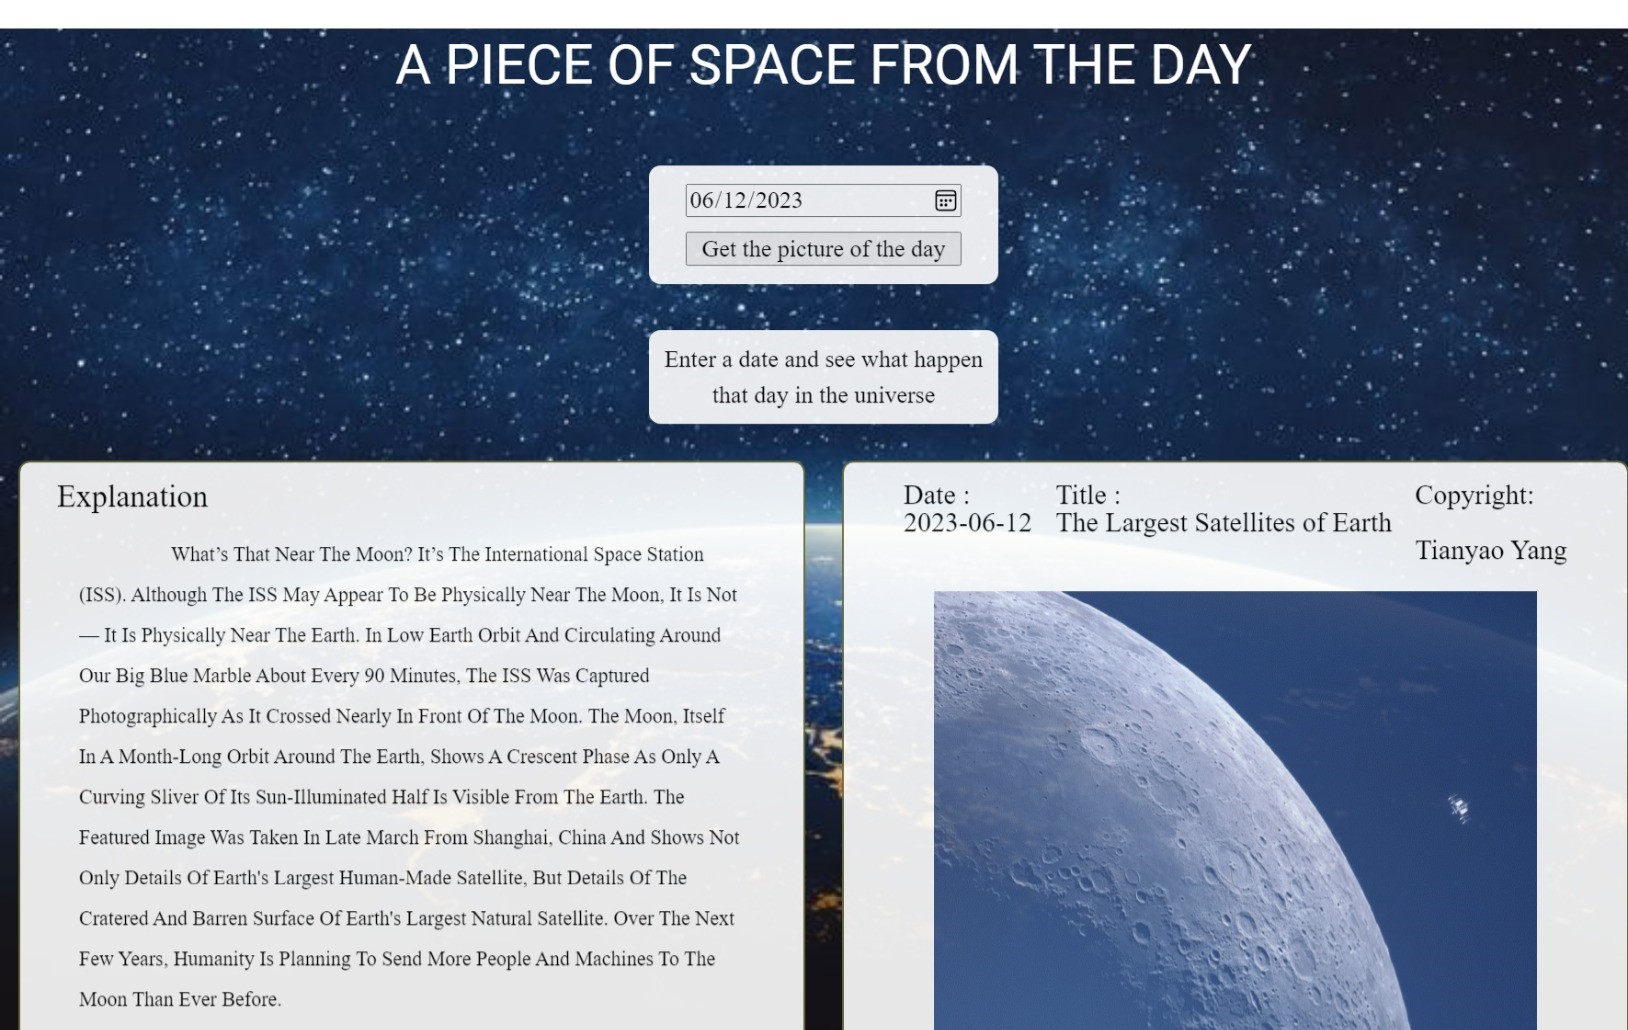 A PIECE OF SPACE FROM THE DAY
06/12/2023
Get the picture of the day
Enter a date and see what happen
that day in the universe
Explanation
What’s That Near The Moon? It’s The International Space Station
(ISS). Although The ISS May Appear To Be Physically Near The Moon, It Is Not
— It Is Physically Near The Earth. In Low Earth Orbit And Circulating Around
Our Big Blue Marble About Every 90 Minutes, The ISS Was Captured
Photographically As It Crossed Nearly In Front Of The Moon. The Moon, Itself
In A Month-Long Orbit Around The Earth, Shows A Crescent Phase As Only A
Curving Sliver Of Its Sun-Illuminated Half Is Visible From The Earth. The
Featured Image Was Taken In Late March From Shanghai, China And Shows Not
Only Details Of Earth's Largest Human-Made Satellite, But Details Of The
Cratered And Barren Surface Of Earth's Largest Natural Satellite. Over The Next
Few Years, Humanity Is Planning To Send More People And Machines To The
Moon Than Ever Before.
Date :
2023-06-12
Title :
The Largest Satellites of Earth
Copyright:
Tianyao Yang